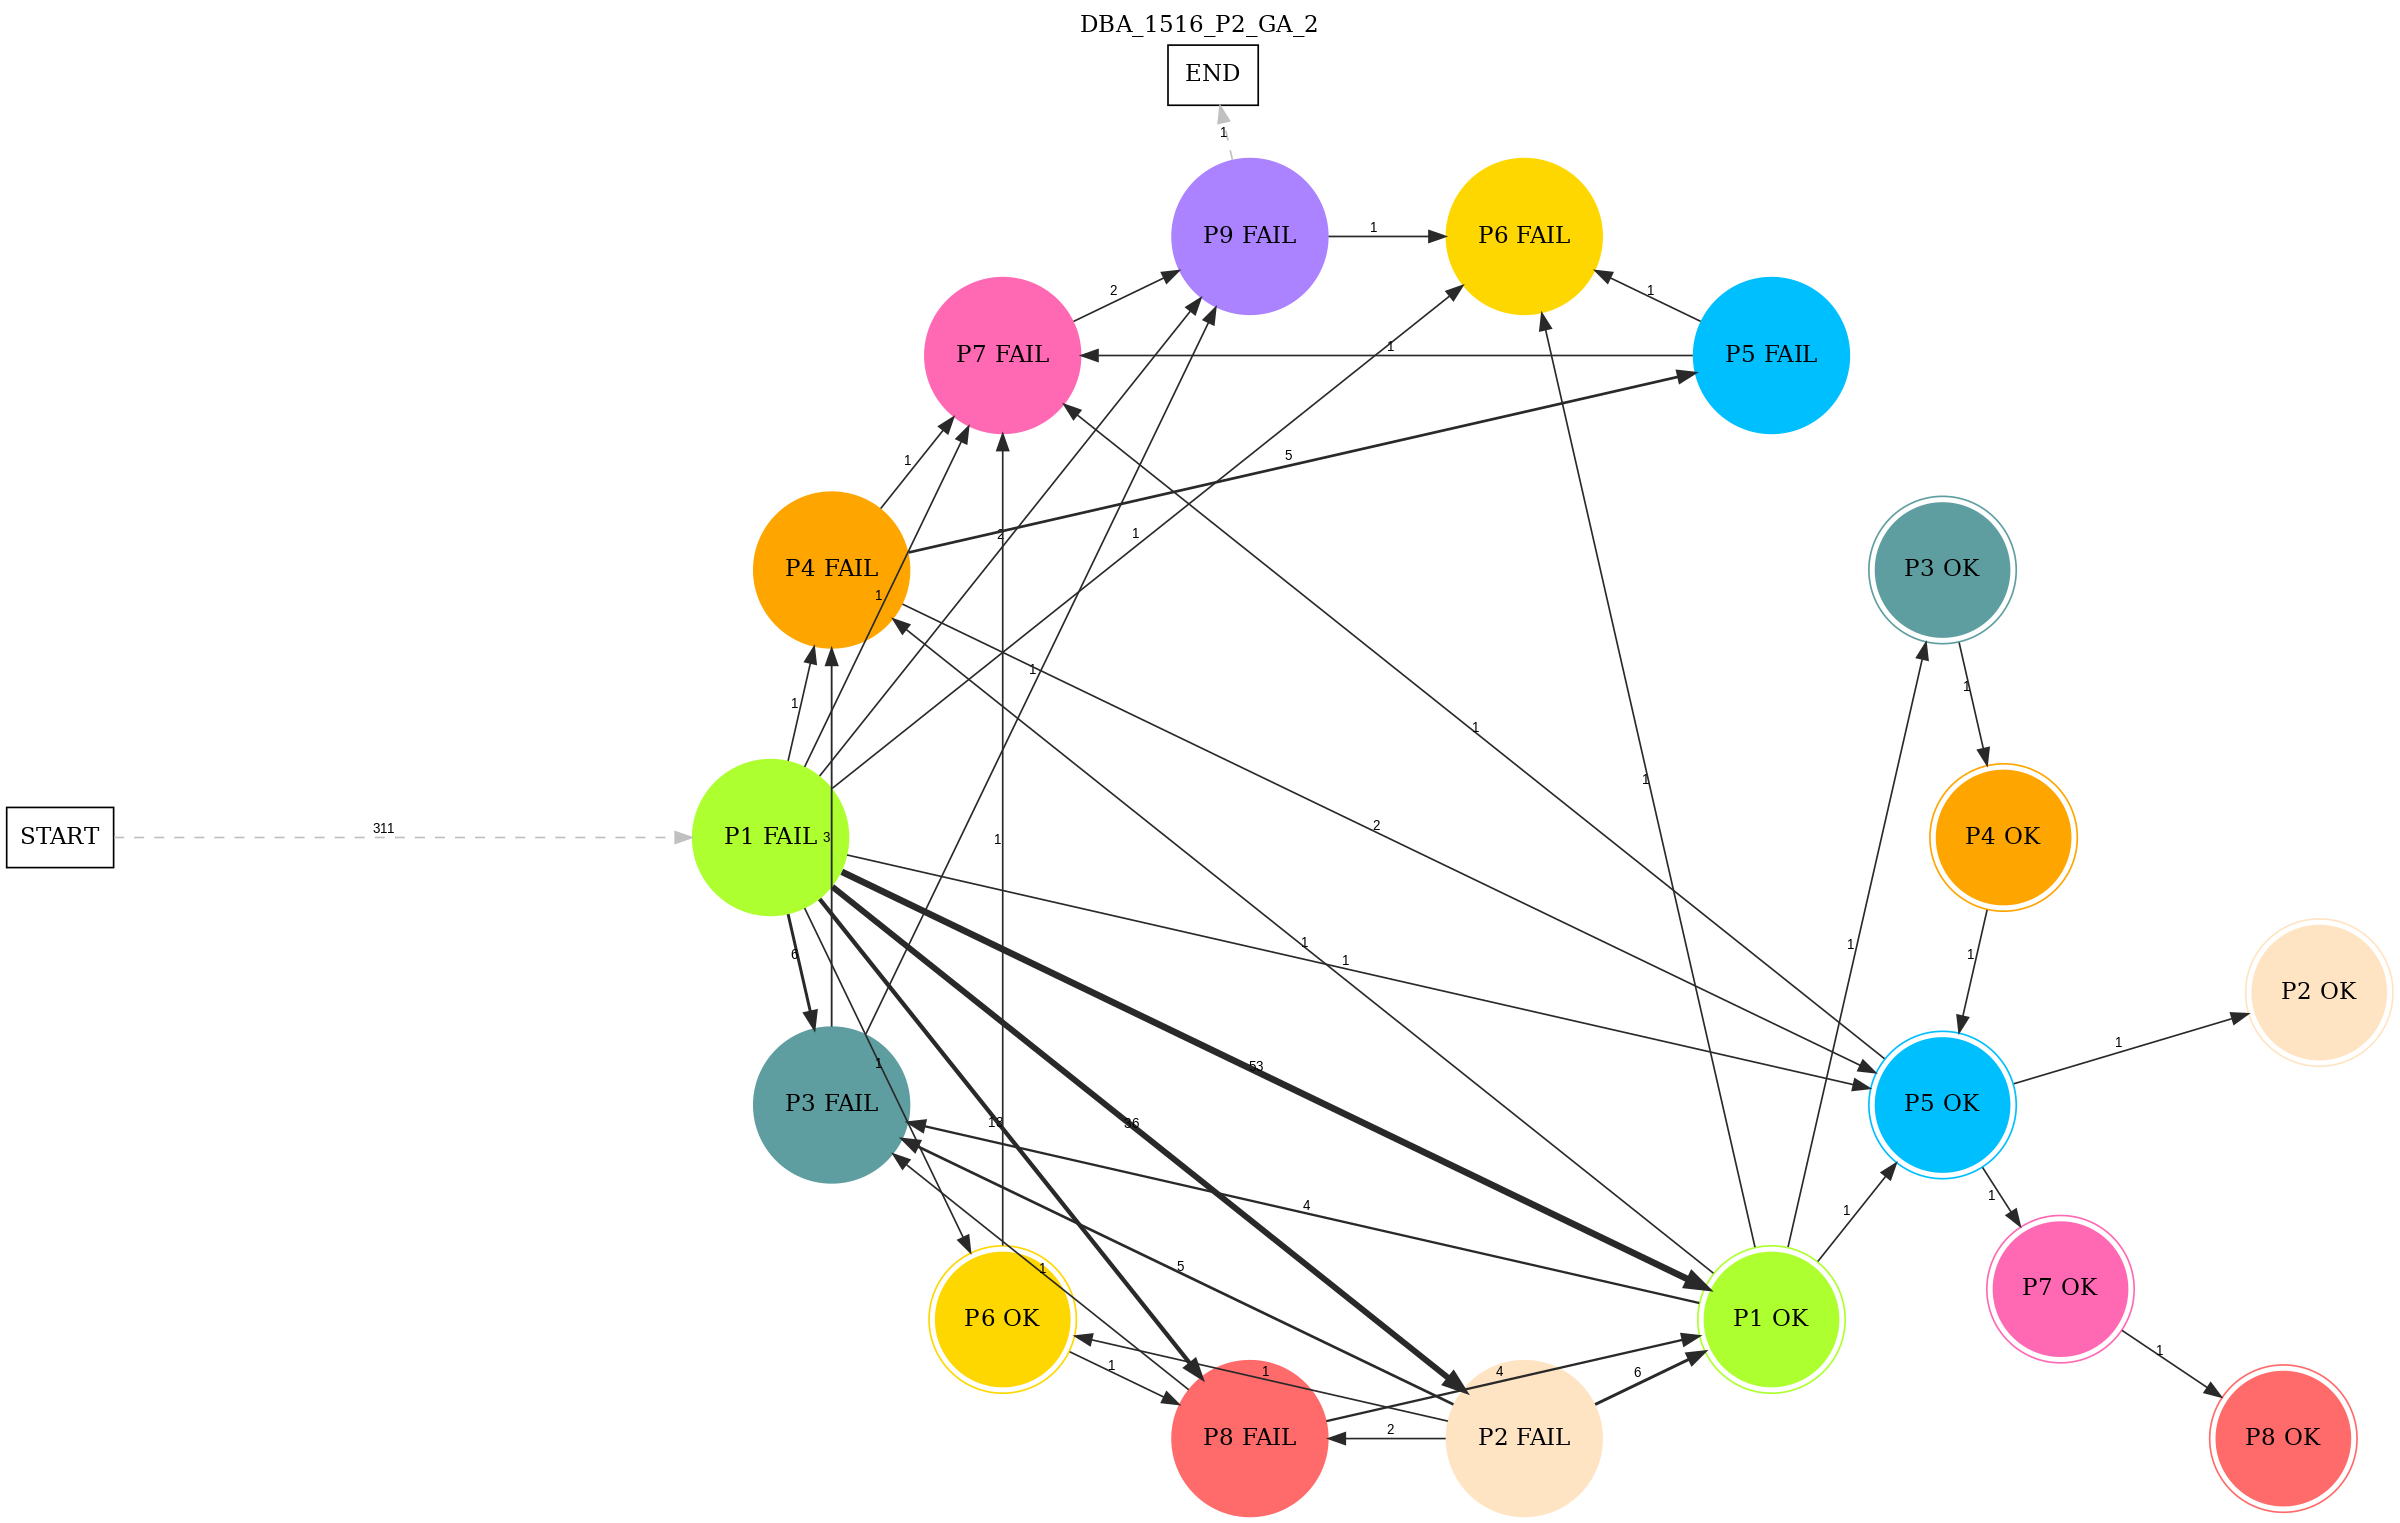 DBA_1516_P2_GA_2
END
1
P9 FAIL
1
P6 FAIL
2
1
P7 FAIL
1
P5 FAIL
1
5
2
1
P4 FAIL
P3 OK
1
1
1
1
1
1
1
2
START
311
P1 FAIL
3
1
P4 OK
6
1
1
1
1
P2 OK
1
53
1
P3 FAIL
P5 OK
36
4
1
1
1
5
P7 OK
P6 OK
P1 OK
1
1
4
6
1
2
P8 FAIL
P2 FAIL
P8 OK